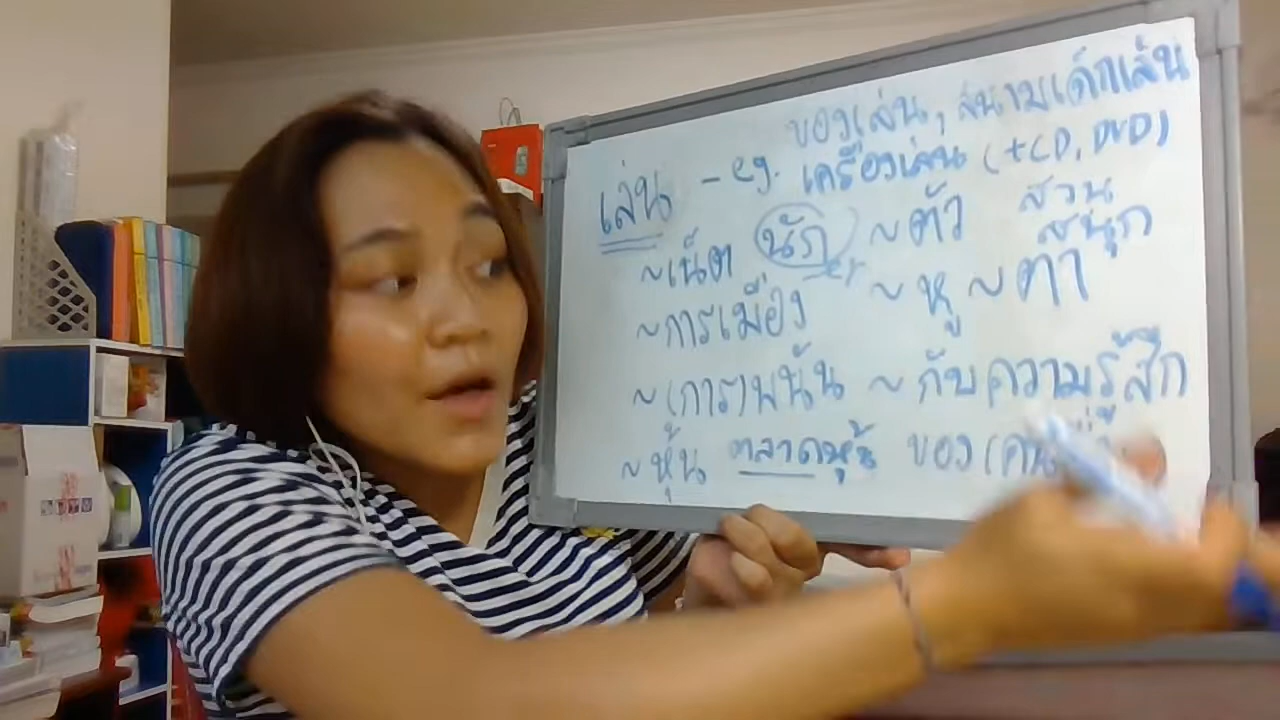 ของเล่น, สนามเด็กเล่น
เล่น - eg. เครื่องเล่น (+CD, DVD)
~เน็ต นัก ~ตัว สวน
er สนุก
~การเมือง ~หู ~ตา
~(การ)พนัน ~กับความรู้สึก
~หุ้น ตลาดหุ้น ของ(คน